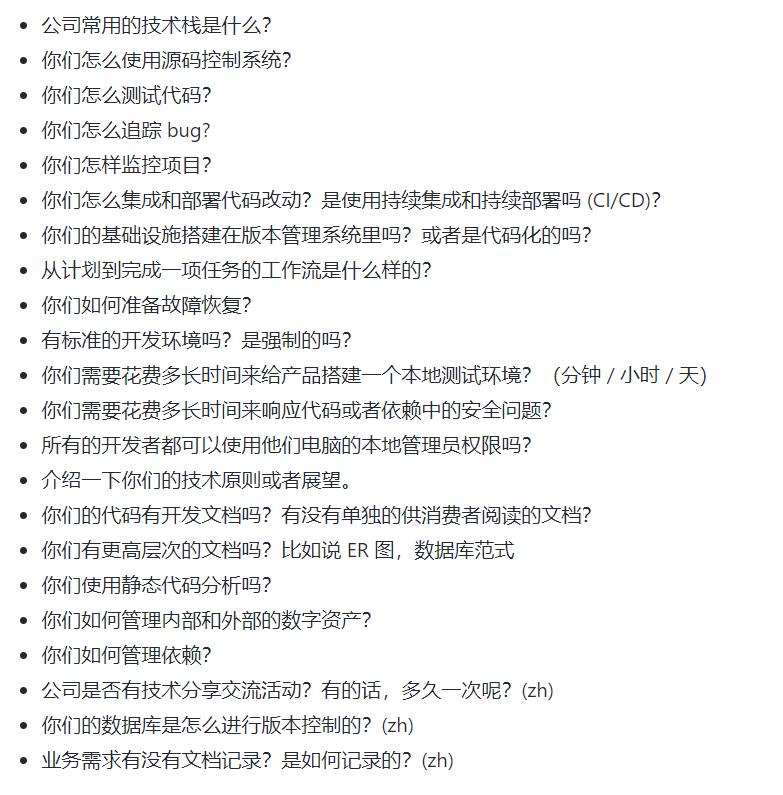 公司常用的技术栈是什么？
你们怎么使用源码控制系统？
你们怎么测试代码？
你们怎么追踪 bug?
你们怎样监控项目？
你们怎么集成和部署代码改动？是使用持续集成和持续部署吗 (CI/CD)？
你们的基础设施搭建在版本管理系统里吗？或者是代码化的吗？
从计划到完成一项任务的工作流是什么样的？
你们如何准备故障恢复？
有标准的开发环境吗？是强制的吗？
你们需要花费多长时间来给产品搭建一个本地测试环境？（分钟 / 小时 / 天）
你们需要花费多长时间来响应代码或者依赖中的安全问题？
所有的开发者都可以使用他们电脑的本地管理员权限吗？
介绍一下你们的技术原则或者展望。
你们的代码有开发文档吗？有没有单独的供消费者阅读的文档？
你们有更高层次的文档吗？比如说 ER 图，数据库范式
你们使用静态代码分析吗？
你们如何管理内部和外部的数字资产？
你们如何管理依赖？
公司是否有技术分享交流活动？有的话，多久一次呢？(zh)
你们的数据库是怎么进行版本控制的？(zh)
业务需求有没有文档记录？是如何记录的？(zh)